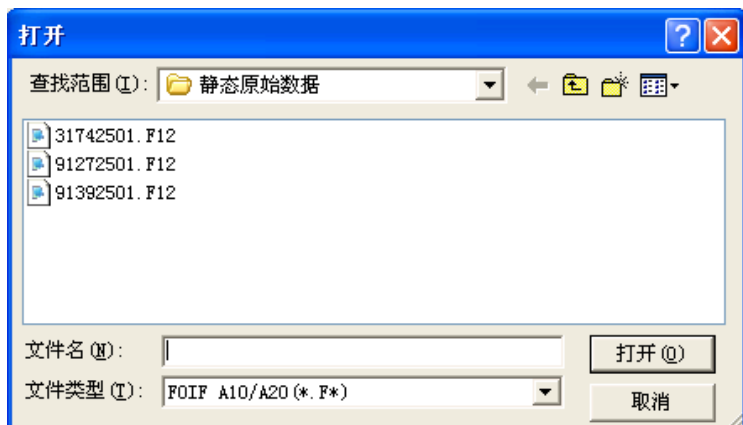 打开
查找范围(I): 静态原始数据
31742501.F12
91272501.F12
91392501.F12
文件名(N): 打开(O)
文件类型(T): FOIF A10/A20(*.F*) 取消